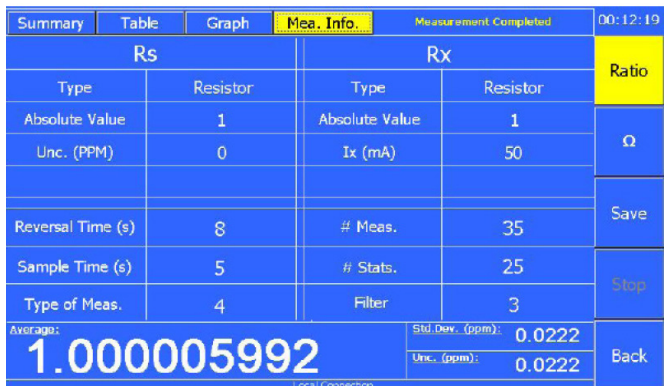 Summary Table Graph Mea. Info. Measurement Completed 00:12:19
Rs Rx
Ratio
Type Resistor Type Resistor
Absolute Value 1 Absolute Value 1
Ω
Unc. (PPM) 0 Ix (mA) 50
Save
Reversal Time (s) 8 # Meas. 35
Sample Time (s) 5 # Stats. 25
Stop
Type of Meas. 4 Filter 3
Average: Std.Dev. (ppm): 0.0222
1.000005992 Unc. (ppm): 0.0222
Back
Local Connection